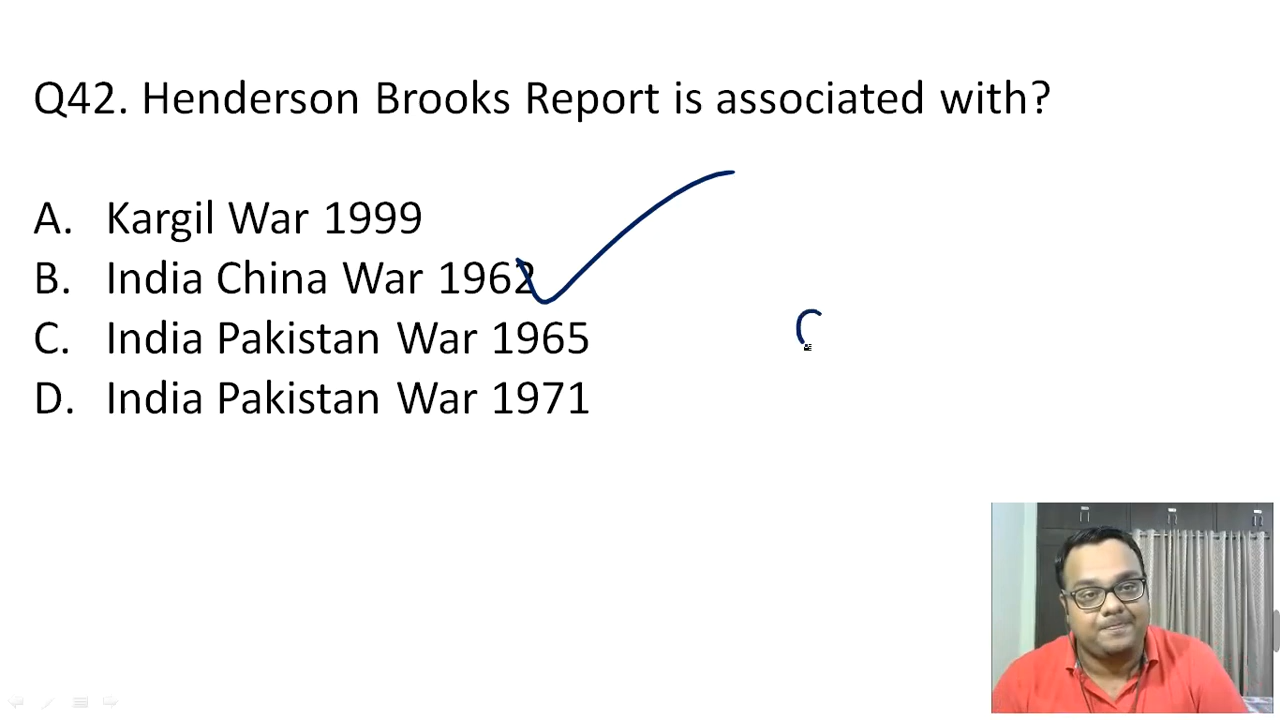 Q42. Henderson Brooks Report is associated with?
A. Kargil War 1999
B. India China War 1962
C. India Pakistan War 1965
D. India Pakistan War 1971